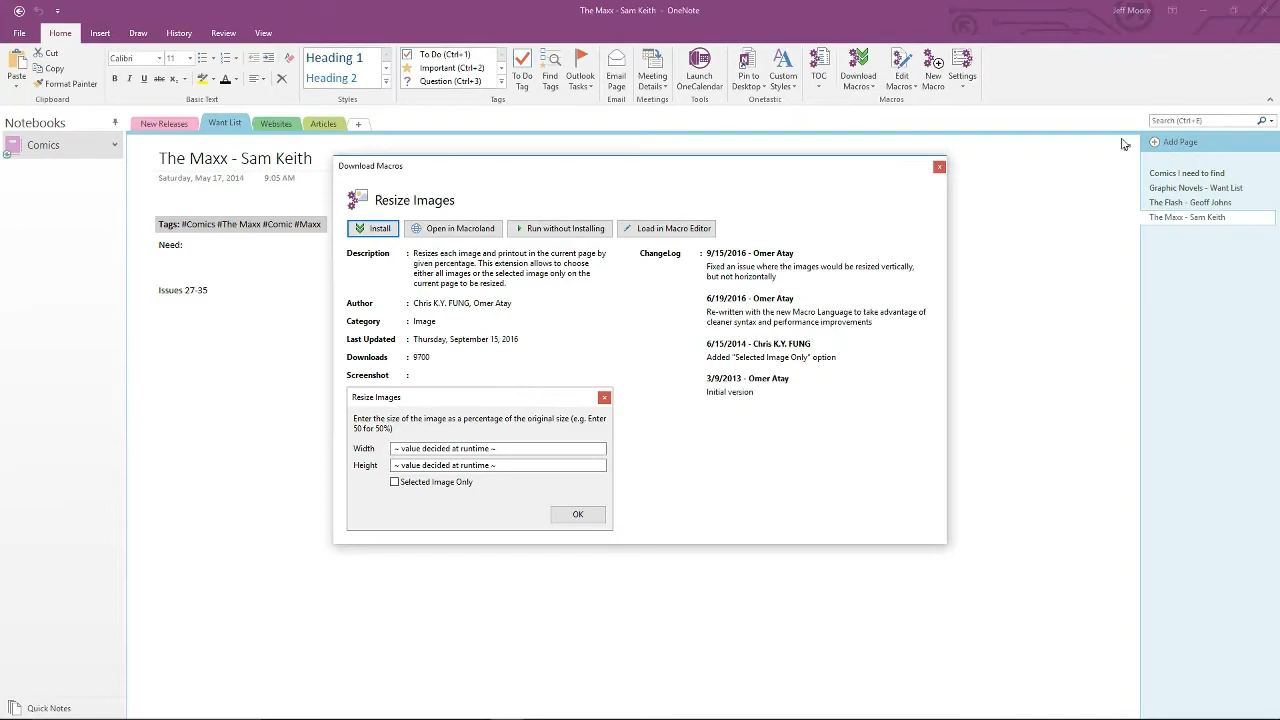 The Maxx - Sam Keith - OneNote
Jeff Moore
File
Home
Insert
Draw
History
Review
View
Paste
Cut
Copy
Format Painter
Clipboard
Calibri
11
B I U abc x₂
A
Basic Text
Heading 1
Heading 2
Styles
To Do (Ctrl+1)
Important (Ctrl+2)
? Question (Ctrl+3)
Tags
To Do
Tag
Find
Tags
Outlook
Tasks
Email
Page
Email
Meeting
Details
Meetings
Launch
OneCalendar
Tools
Pin to
Desktop
Custom
Styles
Onetastic
TOC
Download
Macros
Edit
Macros
New
Macro
Settings
Macros
Notebooks
Comics
New Releases
Want List
Websites
Articles
+
Search (Ctrl+E)
The Maxx - Sam Keith
Saturday, May 17, 2014 9:05 AM
Tags: #Comics #The Maxx #Comic #Maxx
Need:
Issues 27-35
Download Macros
Resize Images
Install
Open in Macroland
Run without Installing
Load in Macro Editor
Description : Resizes each image and printout in the current page by
given percentage. This extension allows to choose
either all images or the selected image only on the
current page to be resized.
Author : Chris K.Y. FUNG, Omer Atay
Category : Image
Last Updated : Thursday, September 15, 2016
Downloads : 9700
Screenshot :
Resize Images
Enter the size of the image as a percentage of the original size (e.g. Enter
50 for 50%)
Width ~ value decided at runtime ~
Height ~ value decided at runtime ~
Selected Image Only
OK
ChangeLog : 9/15/2016 - Omer Atay
Fixed an issue where the images would be resized vertically,
but not horizontally
6/19/2016 - Omer Atay
Re-written with the new Macro Language to take advantage of
cleaner syntax and performance improvements
6/15/2014 - Chris K.Y. FUNG
Added "Selected Image Only" option
3/9/2013 - Omer Atay
Initial version
Add Page
Comics I need to find
Graphic Novels - Want List
The Flash - Geoff Johns
The Maxx - Sam Keith
Quick Notes